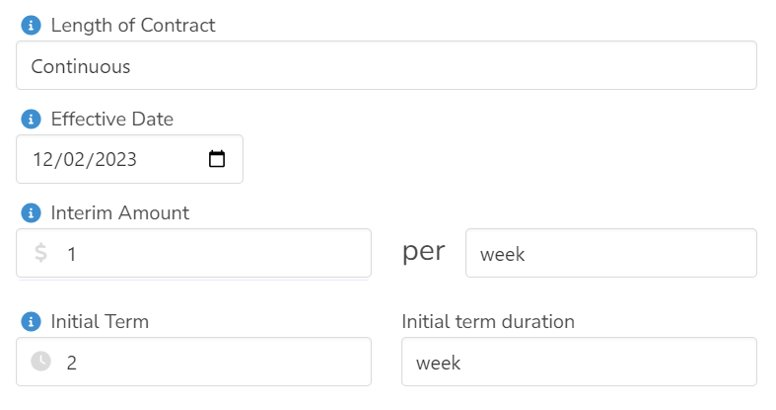 Length of Contract
Continuous
Effective Date
12/02/2023
Interim Amount
$ 1 per week
Initial Term Initial term duration
2 week